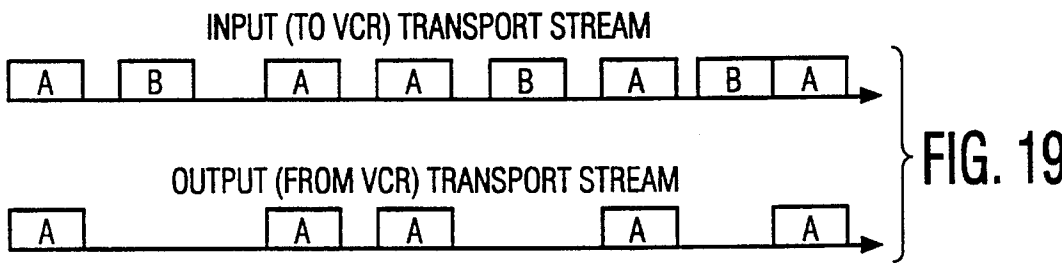 INPUT (TO VCR) TRANSPORT STREAM
A B A A B A B A
OUTPUT (FROM VCR) TRANSPORT STREAM
A A A A A
FIG. 19